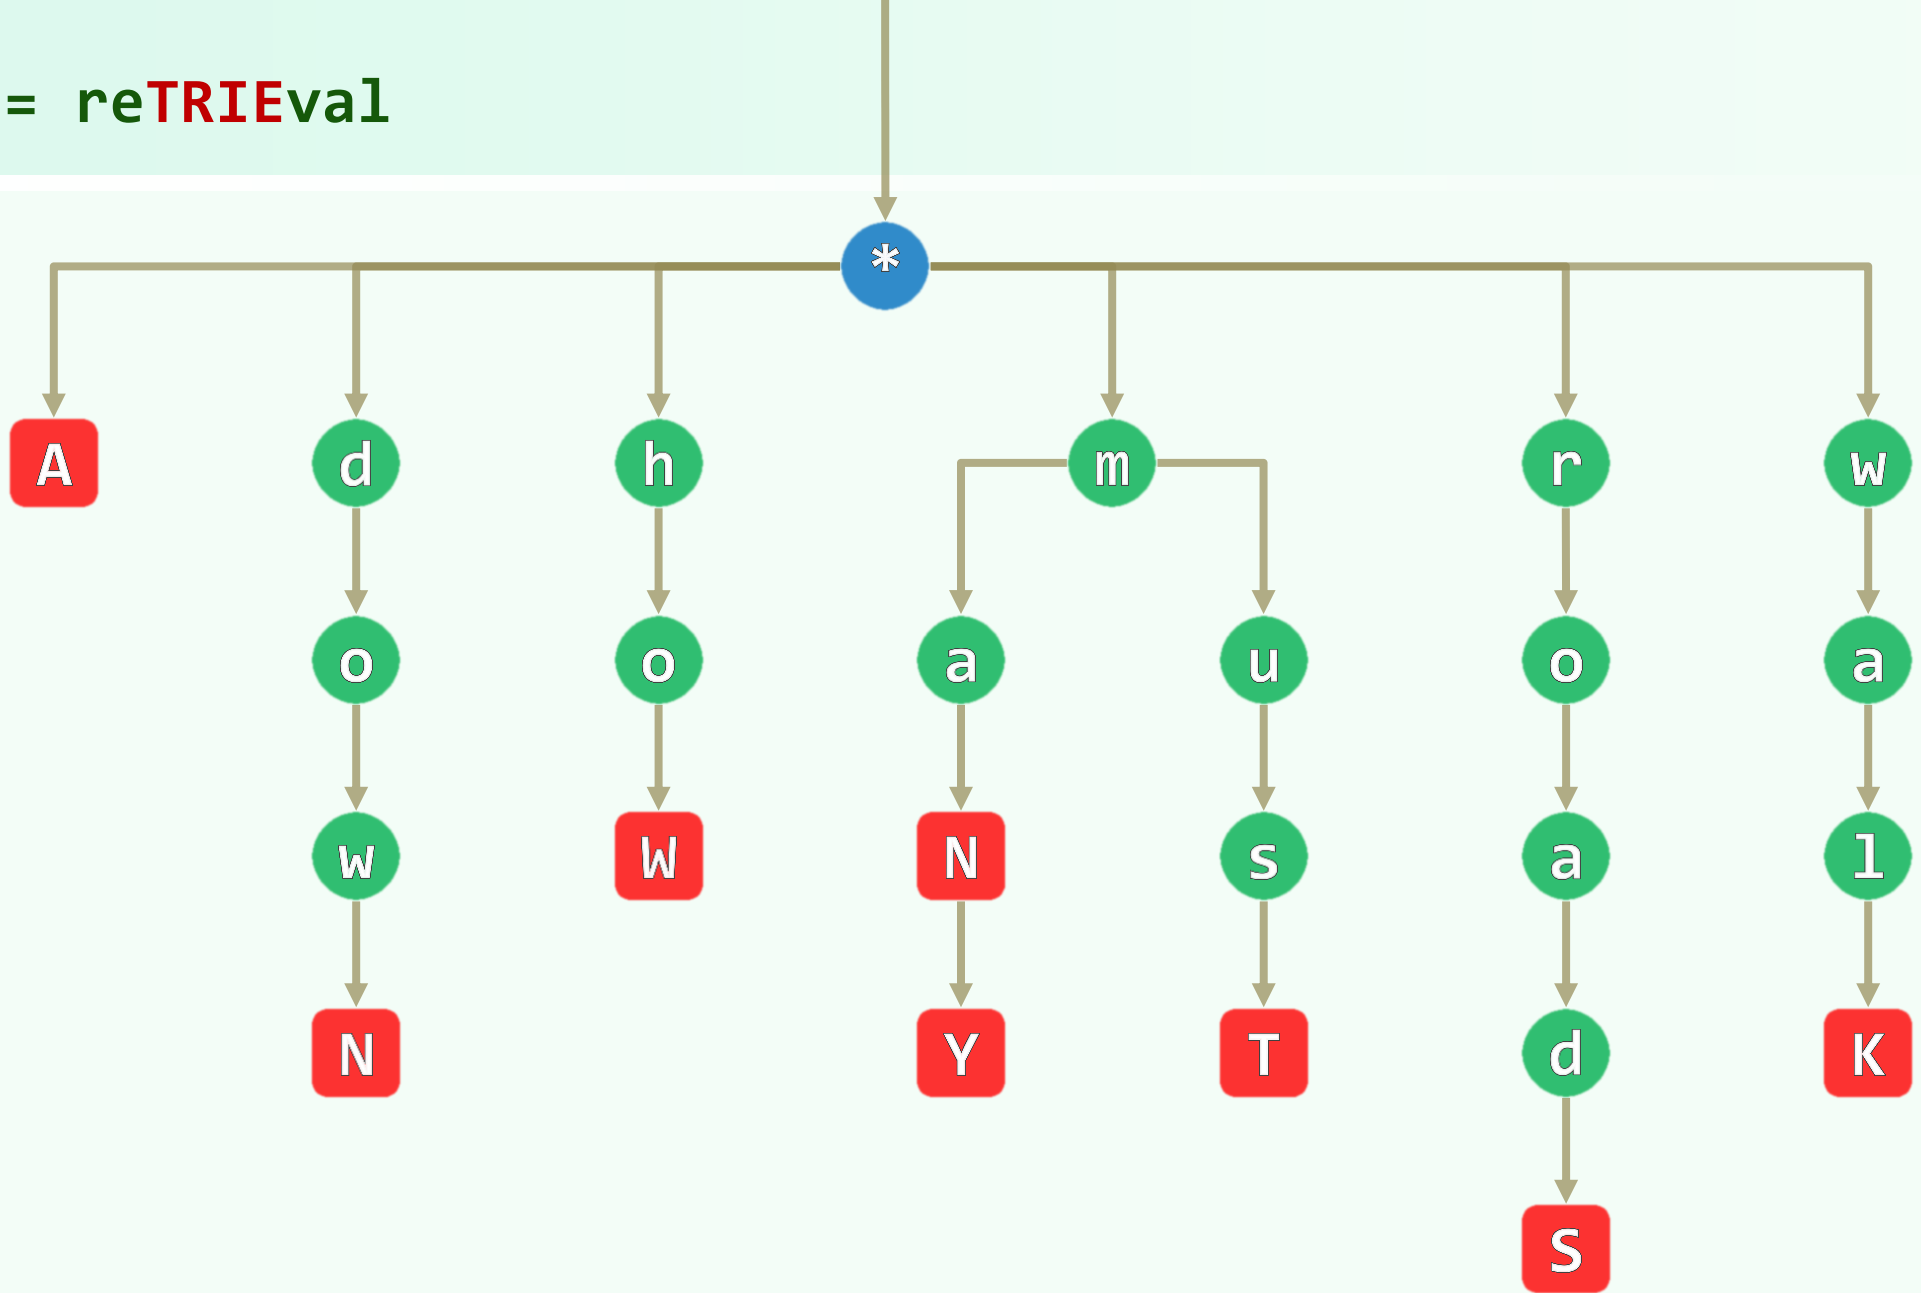 = reTRIEval
*
A d h m r w
o o a u o a
w W N s a l
N Y T d K
S